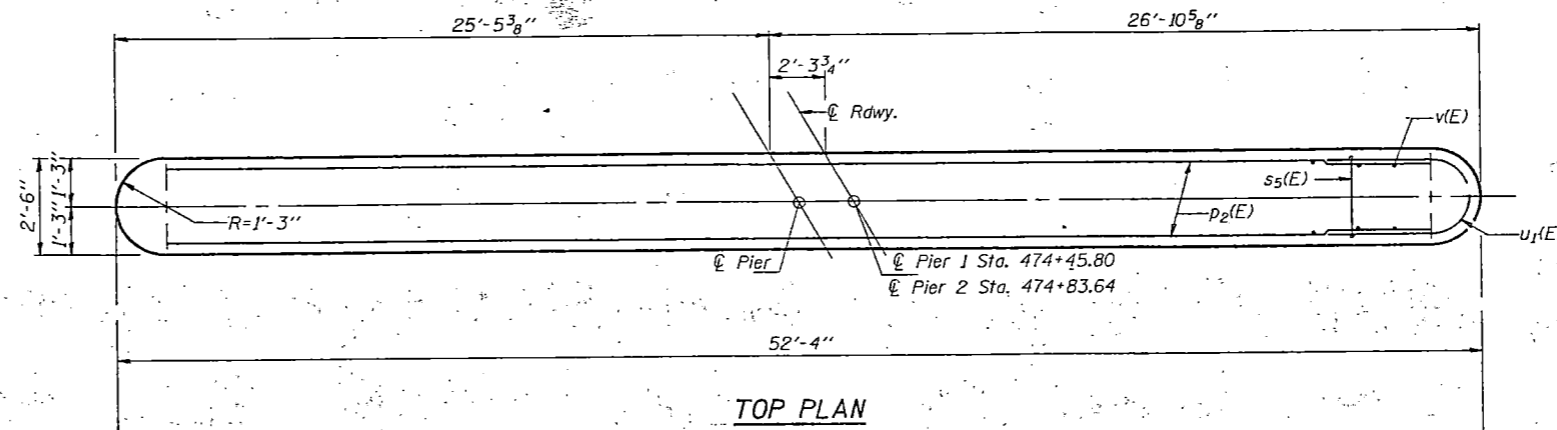 25'-5 3/8"
26'-10 5/8"
2'-3 3/4"
℄ Rdwy.
v(E)
2'-6"
1'-3"
1'-3"
s5(E)
R=1'-3"
p2(E)
u1(E
℄ Pier
℄ Pier 1 Sta. 474+45.80
℄ Pier 2 Sta. 474+83.64
52'-4"
TOP PLAN